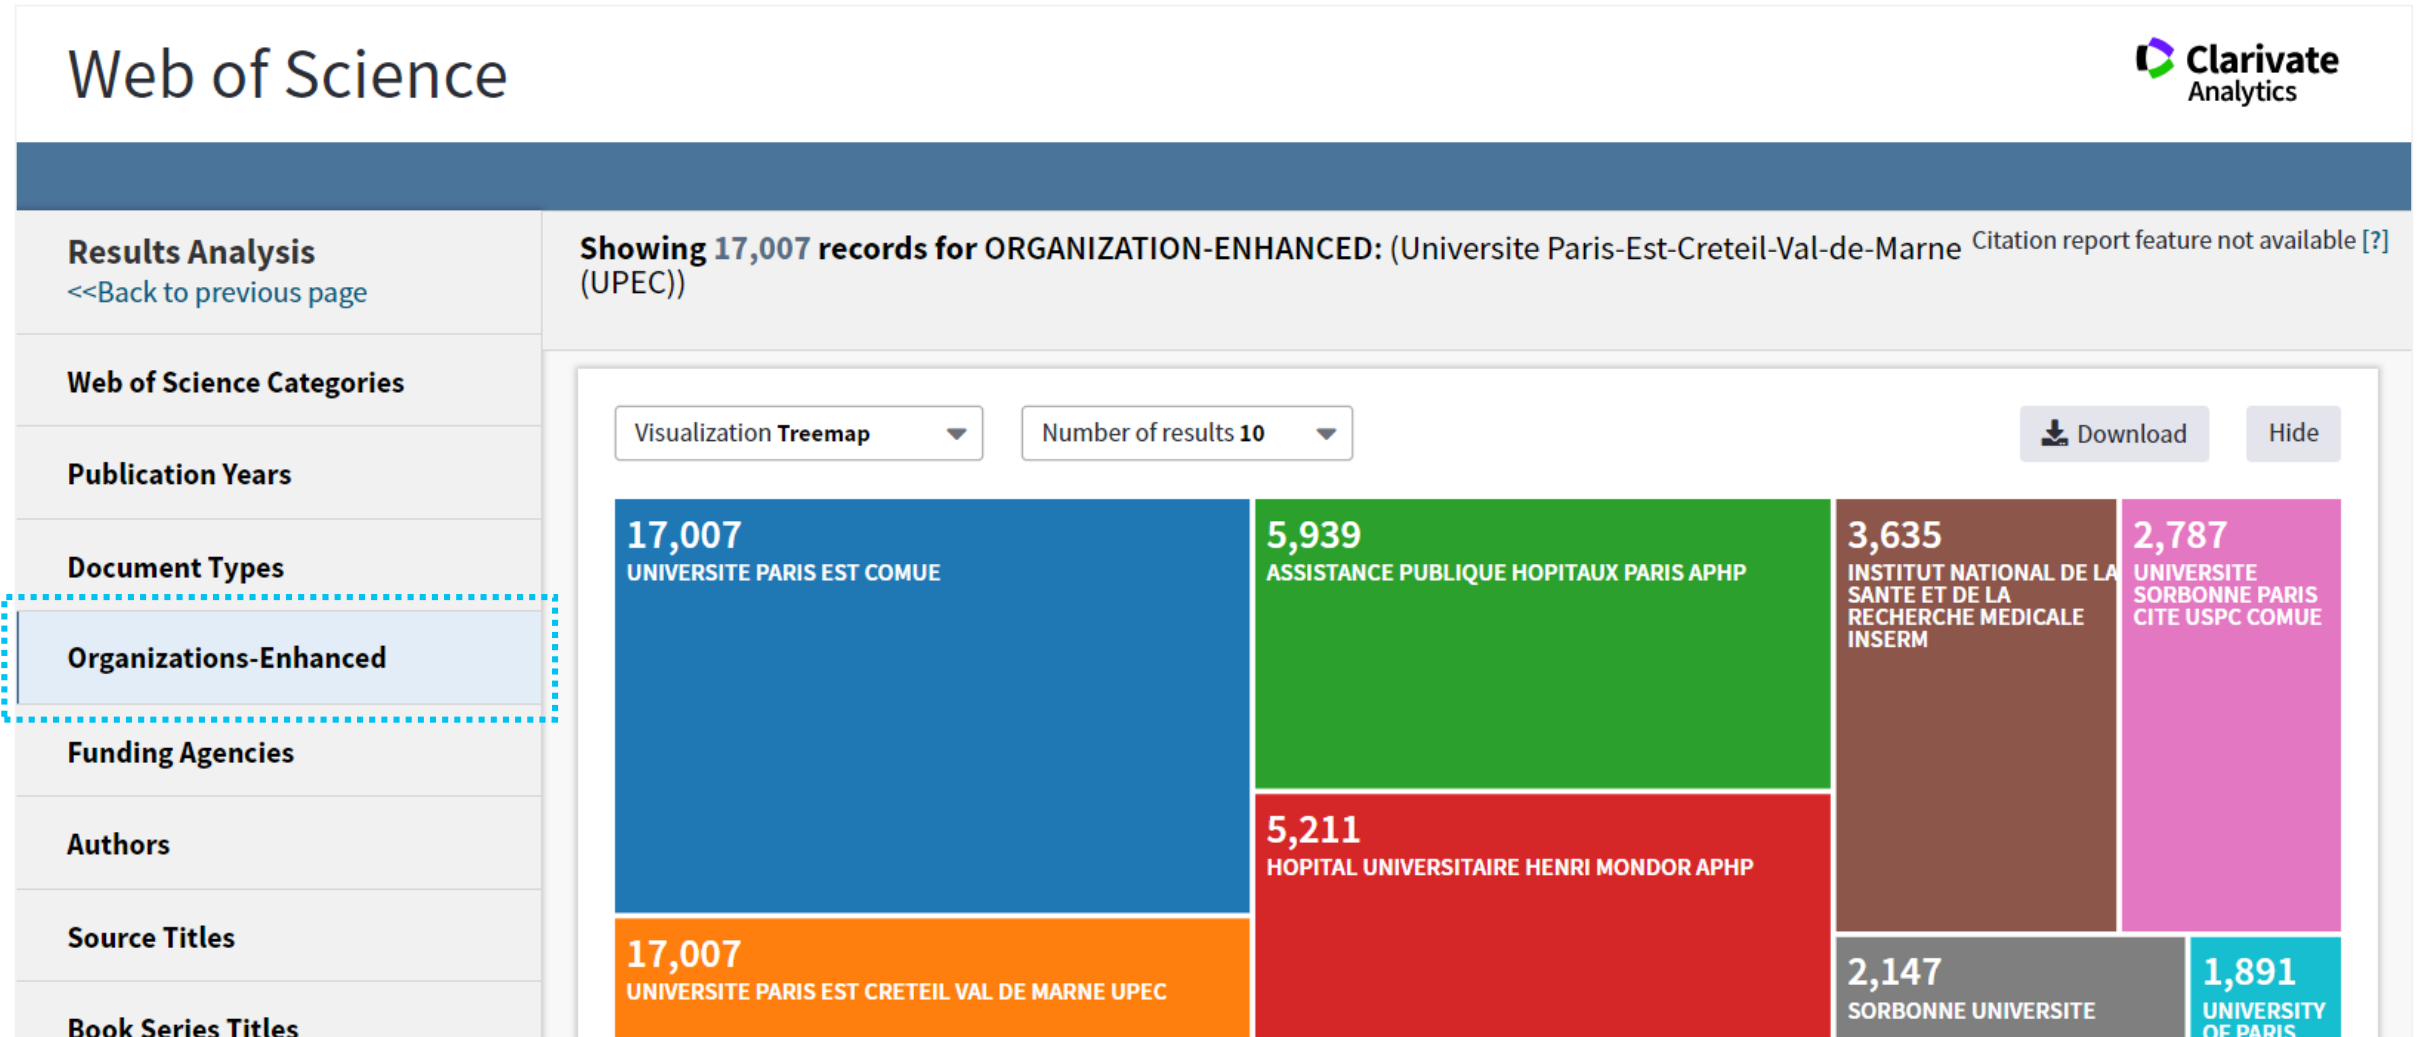 Web of Science
Clarivate
Analytics
Results Analysis
<<Back to previous page
Showing 17,007 records for ORGANIZATION-ENHANCED: (Universite Paris-Est-Creteil-Val-de-Marne
(UPEC))
Citation report feature not available [?]
Web of Science Categories
Publication Years
Document Types
Organizations-Enhanced
Funding Agencies
Authors
Source Titles
Book Series Titles
Visualization Treemap
Number of results 10
Download
Hide
17,007
UNIVERSITE PARIS EST COMUE
5,939
ASSISTANCE PUBLIQUE HOPITAUX PARIS APHP
3,635
INSTITUT NATIONAL DE LA
SANTE ET DE LA
RECHERCHE MEDICALE
INSERM
2,787
UNIVERSITE
SORBONNE PARIS
CITE USPC COMUE
5,211
HOPITAL UNIVERSITAIRE HENRI MONDOR APHP
17,007
UNIVERSITE PARIS EST CRETEIL VAL DE MARNE UPEC
2,147
SORBONNE UNIVERSITE
1,891
UNIVERSITY
OF PARIS